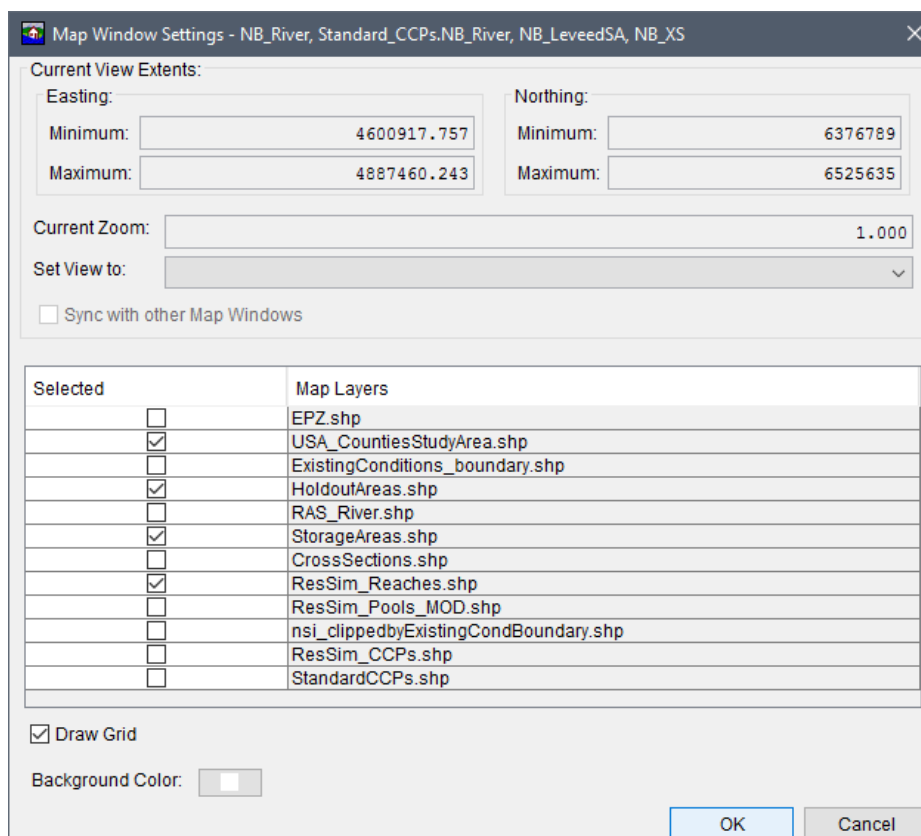 Map Window Settings - NB_River, Standard_CCPs.NB_River, NB_LeveedSA, NB_XS
Current View Extents:
Easting:
Minimum: 4600917.757
Maximum: 4887460.243
Northing:
Minimum: 6376789
Maximum: 6525635
Current Zoom: 1.000
Set View to:
Sync with other Map Windows
Selected Map Layers
EPZ.shp
USA_CountiesStudyArea.shp
ExistingConditions_boundary.shp
HoldoutAreas.shp
RAS_River.shp
StorageAreas.shp
CrossSections.shp
ResSim_Reaches.shp
ResSim_Pools_MOD.shp
nsi_clippedbyExistingCondBoundary.shp
ResSim_CCPs.shp
StandardCCPs.shp
Draw Grid
Background Color:
OK Cancel